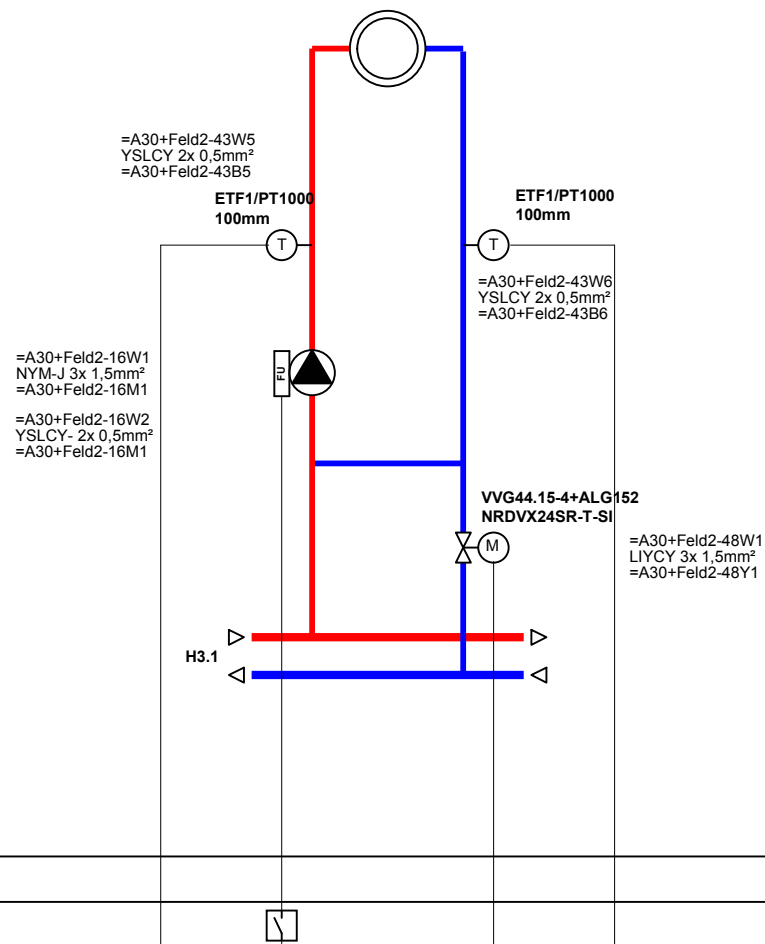 =A30+Feld2-43W5
YSLCY 2x 0,5mm²
=A30+Feld2-43B5
ETF1/PT1000
100mm
T
ETF1/PT1000
100mm
T
=A30+Feld2-43W6
YSLCY 2x 0,5mm²
=A30+Feld2-43B6
=A30+Feld2-16W1
NYM-J 3x 1,5mm²
=A30+Feld2-16M1
FU
=A30+Feld2-16W2
YSLCY- 2x 0,5mm²
=A30+Feld2-16M1
VVG44.15-4+ALG152
NRDVX24SR-T-SI
M
=A30+Feld2-48W1
LIYCY 3x 1,5mm²
=A30+Feld2-48Y1
H3.1